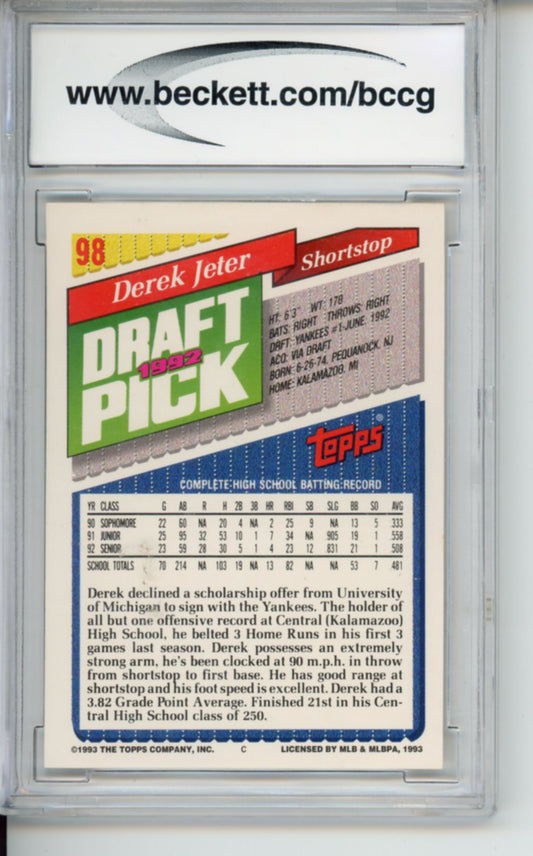 www.beckett.com/bccg
98
Derek Jeter
Shortstop
DRAFT
1992
PICK
HT: 6'3" WT: 178
BATS: RIGHT THROWS: RIGHT
DRFT: YANKEES #1-JUNE, 1992
ACQ: VIA DRAFT
BORN: 6-26-74, PEQUANOCK, NJ
HOME: KALAMAZOO, MI
topps®
COMPLETE HIGH SCHOOL BATTING RECORD
YR CLASS G AB R H 2B 3B HR RBI SB SLG BB SO AVG
90 SOPHOMORE 22 60 NA 20 4 NA 2 25 9 NA 13 5 .333
91 JUNIOR 25 95 32 53 10 1 7 34 NA .905 19 1 .558
92 SENIOR 23 59 28 30 5 1 4 23 12 .831 21 1 .508
SCHOOL TOTALS 70 214 NA 103 19 NA 13 82 NA NA 53 7 .481
Derek declined a scholarship offer from University
of Michigan to sign with the Yankees. The holder of
all but one offensive record at Central (Kalamazoo)
High School, he belted 3 Home Runs in his first 3
games last season. Derek possesses an extremely
strong arm, he's been clocked at 90 m.p.h. in throw
from shortstop to first base. He has good range at
shortstop and his foot speed is excellent. Derek had a
3.82 Grade Point Average. Finished 21st in his Cen-
tral High School class of 250.
©1993 THE TOPPS COMPANY, INC. C LICENSED BY MLB & MLBPA, 1993